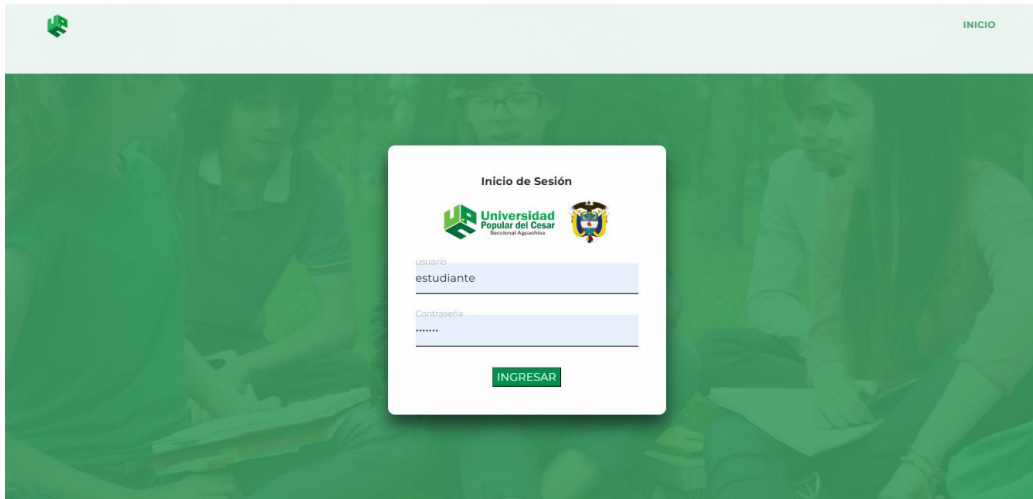 INICIO
Inicio de Sesión
Universidad
Popular del Cesar
Seccional Aguachica
usuario
estudiante
Contraseña
.......
INGRESAR